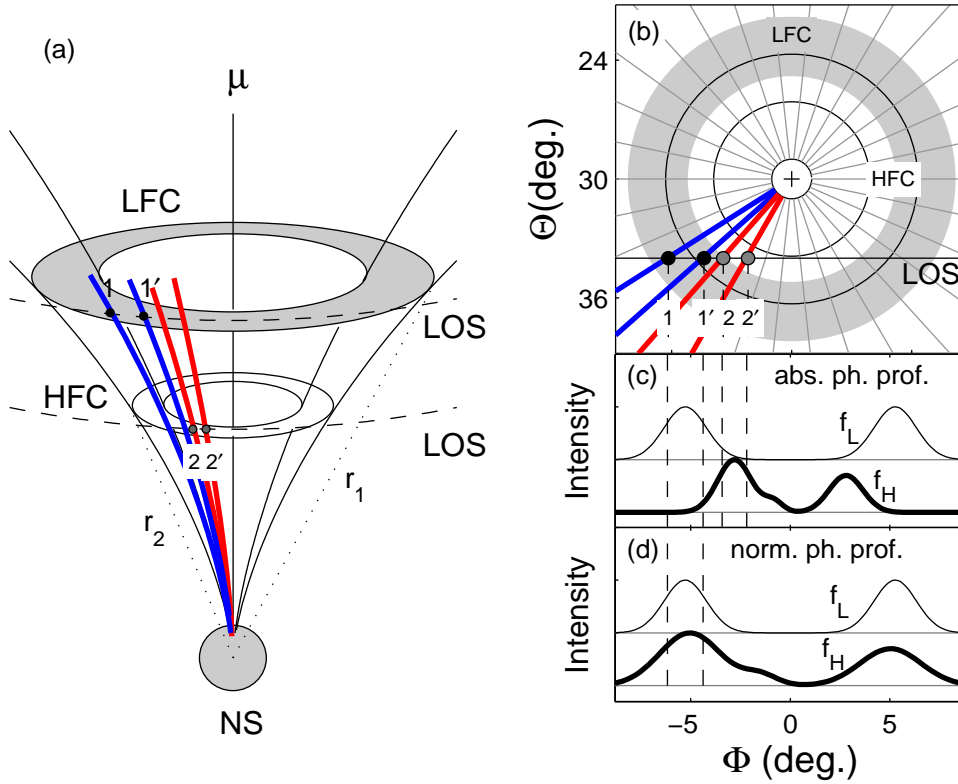 (a)
μ
LFC
1 1′
LOS
HFC
LOS
2 2′
r1
r2
NS
(b)
LFC
24
HFC
30
Θ(deg.)
LOS
36
1 1′ 2 2′
(c) abs. ph. prof.
fL
Intensity
fH
(d) norm. ph. prof.
fL
Intensity
fH
−5 0 5
Φ (deg.)